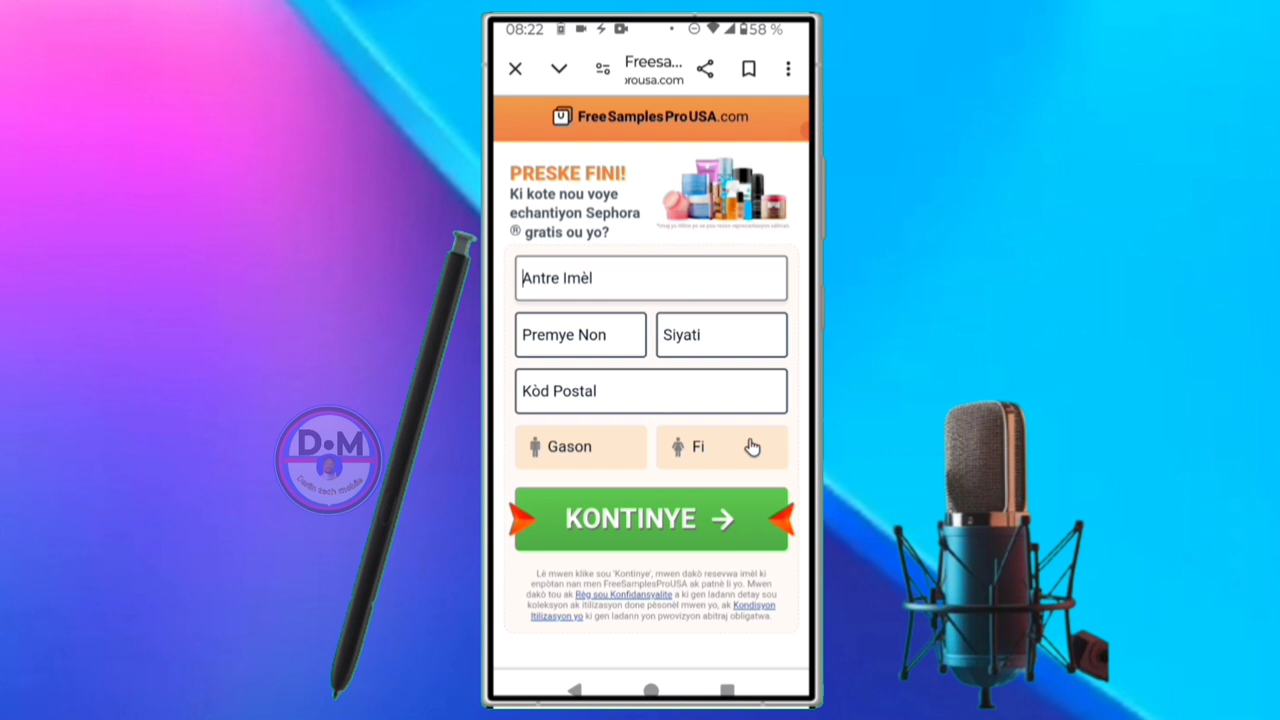 08:22
58 %
Freesa...
prousa.com
FreeSamplesProUSA.com
PRESKE FINI!
Ki kote nou voye
echantiyon Sephora
® gratis ou yo?
Antre Imèl
Premye Non
Siyati
Kòd Postal
Gason
Fi
KONTINYE →
Lè mwen klike sou 'Kontinye', mwen dakò resevwa imèl ki
enpòtan nan men FreeSamplesProUSA ak patnè li yo. Mwen
dakò tou ak Règ sou Konfidansyalite a ki gen ladann detay sou
koleksyon ak itilizasyon done pèsonèl mwen yo, ak Kondisyon
Itilizasyon yo ki gen ladann yon pwovizyon abitraj obligatwa.
D•M